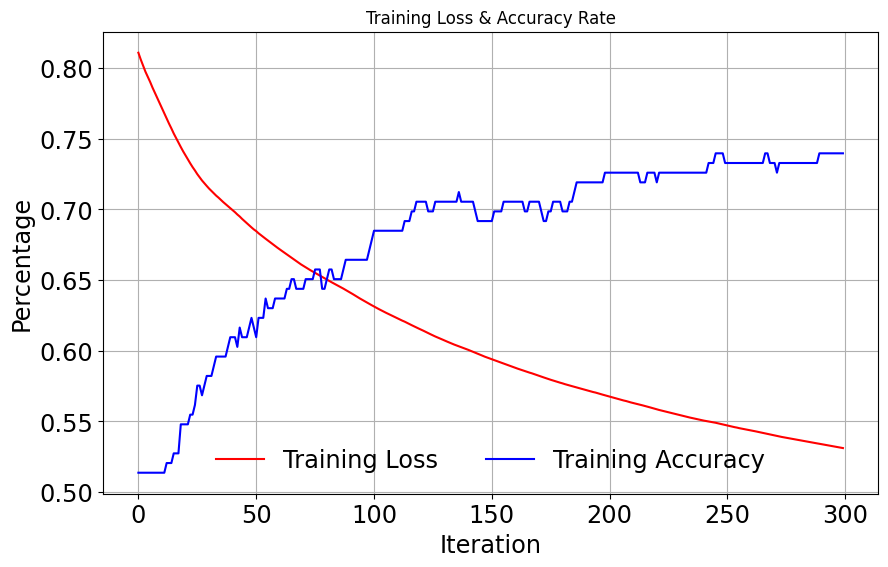 Training Loss & Accuracy Rate
Percentage
0.80
0.75
0.70
0.65
0.60
0.55
0.50
Training Loss
Training Accuracy
0 50 100 150 200 250 300
Iteration